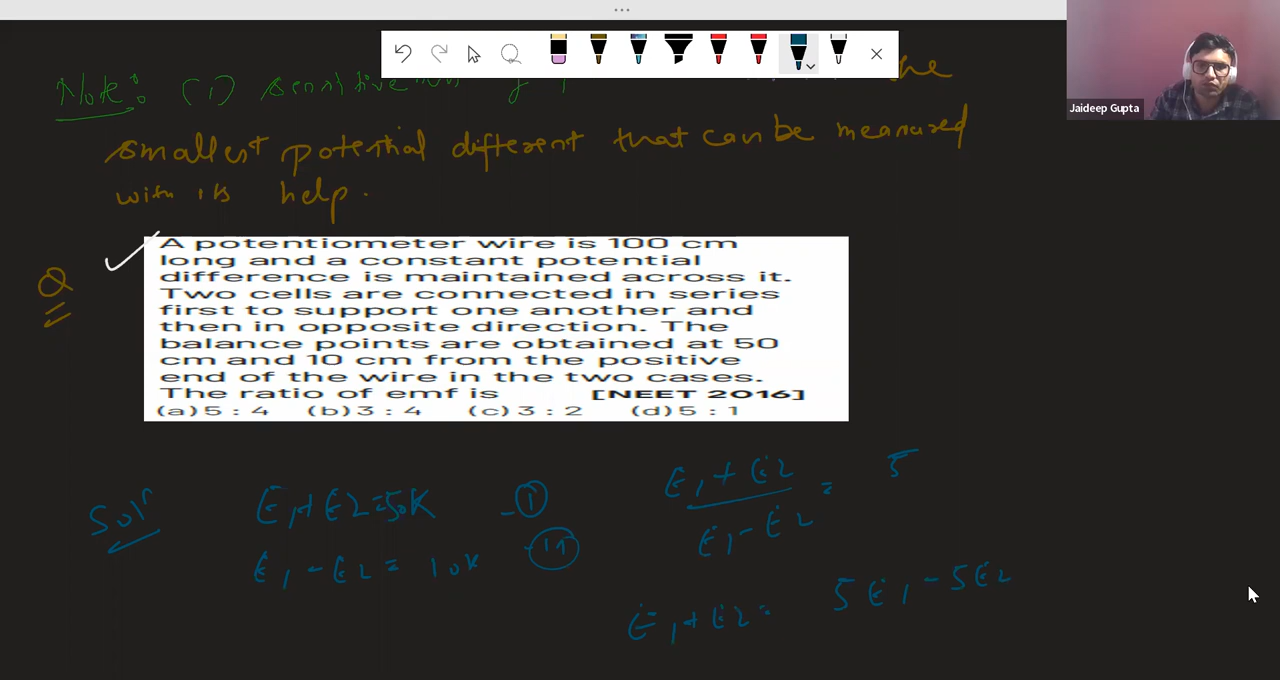 Jaideep Gupta
Note: (1) the
smallest potential different that can be measured
with its help.
Q
A potentiometer wire is 100 cm
long and a constant potential
difference is maintained across it.
Two cells are connected in series
first to support one another and
then in opposite direction. The
balance points are obtained at 50
cm and 10 cm from the positive
end of the wire in the two cases.
The ratio of emf is [NEET 2016]
(a) 5 : 4 (b) 3 : 4 (c) 3 : 2 (d) 5 : 1
Solⁿ
E1+E2=50K -(I)
E1-E2=10K -(II)
E1+E2/E1-E2 = 5
E1+E2= 5E1-5E2